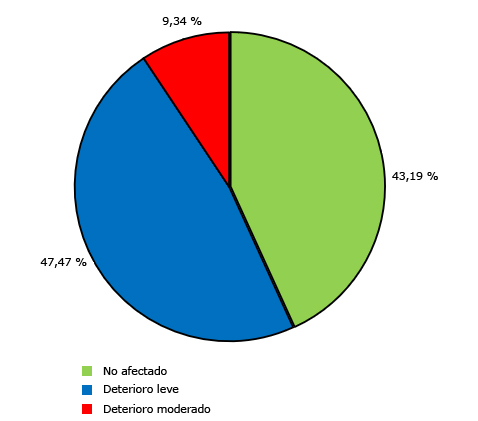 9,34 %
43,19 %
47,47 %
No afectado
Deterioro leve
Deterioro moderado